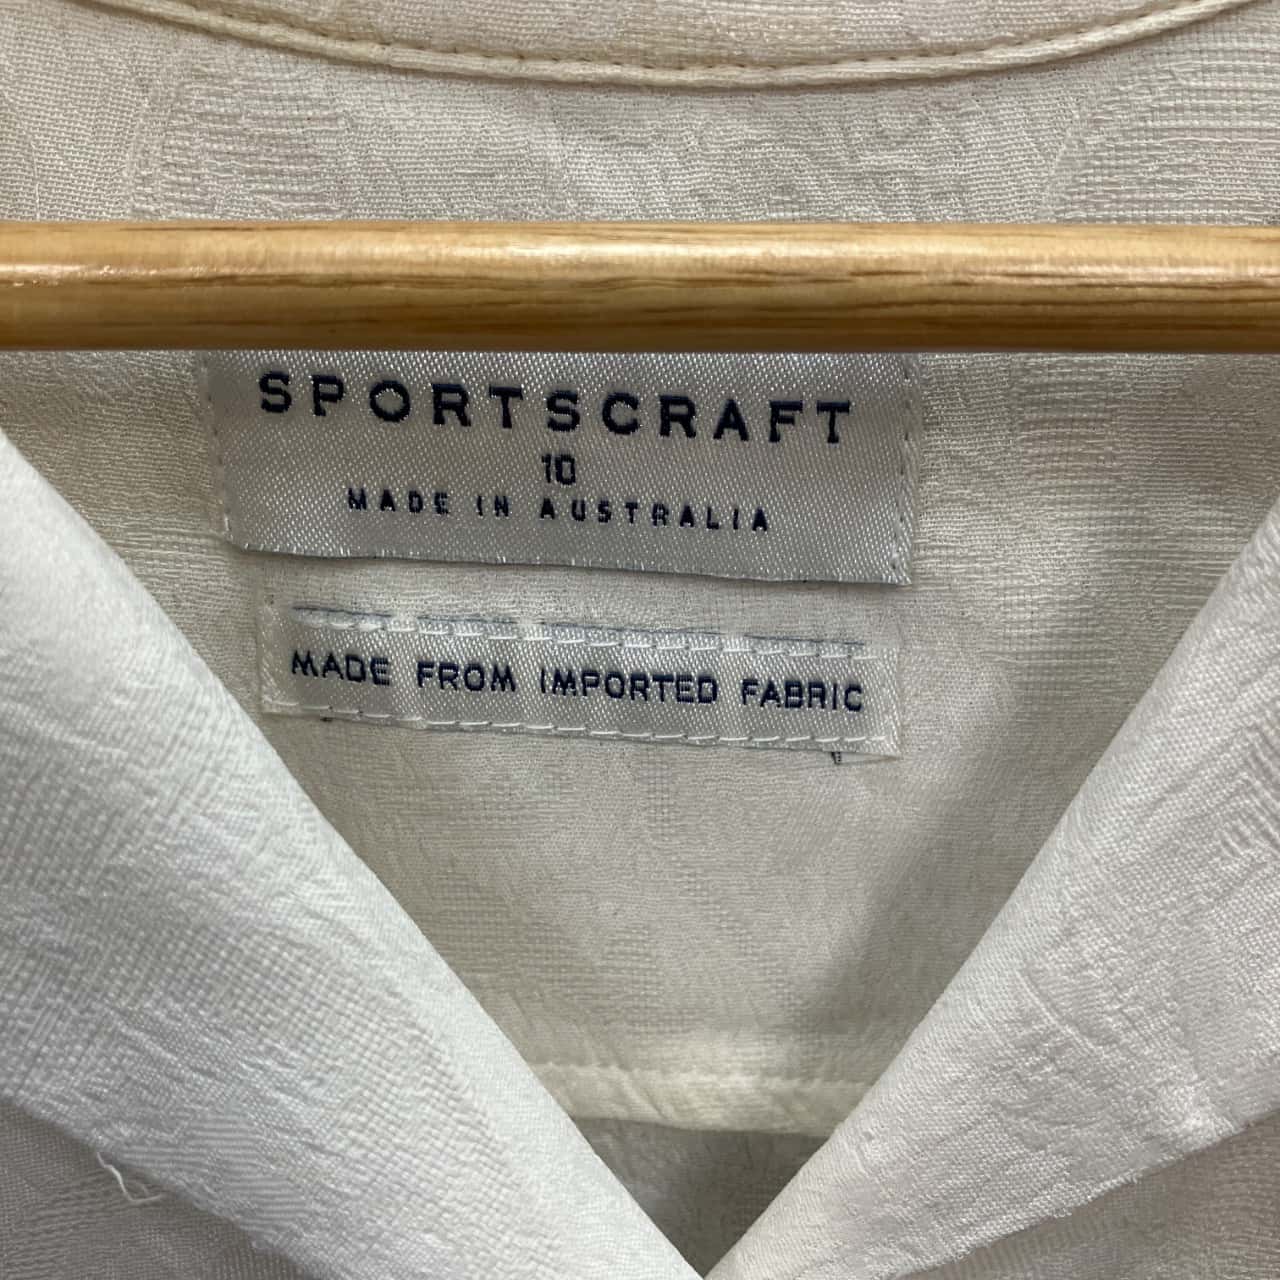 SPORTSCRAFT
10
MADE IN AUSTRALIA
MADE FROM IMPORTED FABRIC